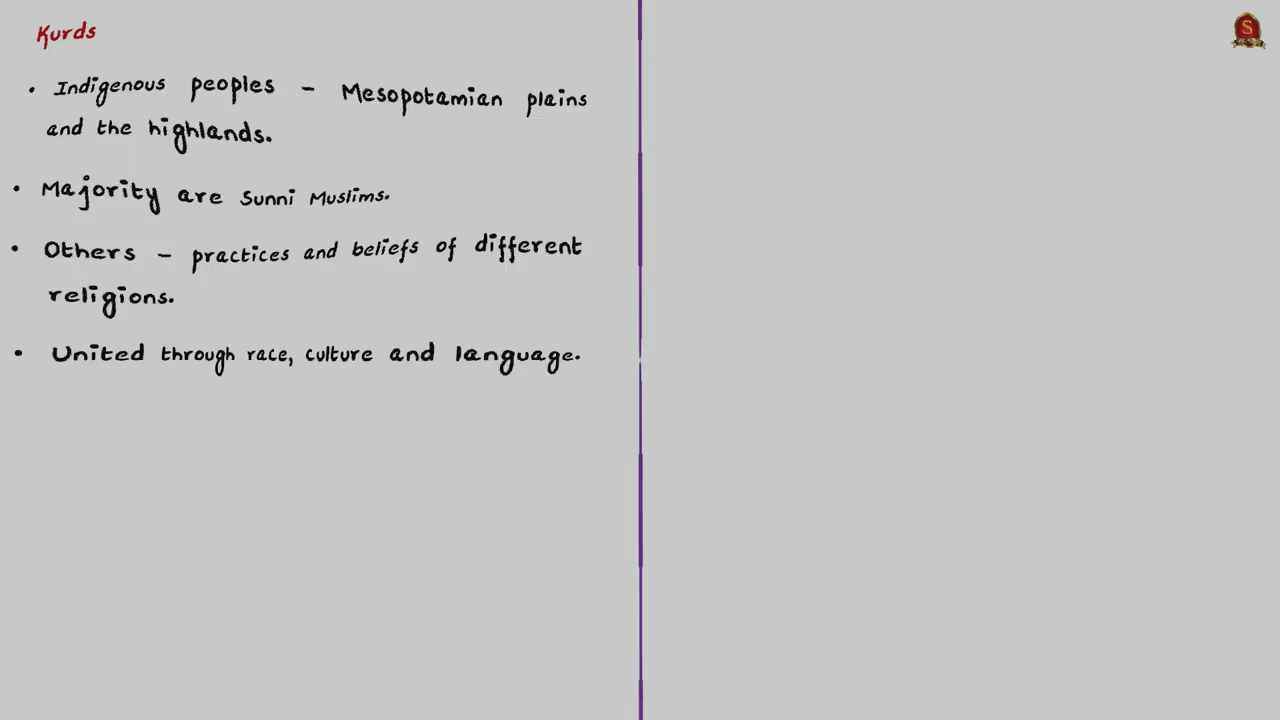 Kurds
• Indigenous peoples - Mesopotamian plains
and the highlands.
• Majority are Sunni Muslims.
• Others - practices and beliefs of different
religions.
• United through race, culture and language.
S